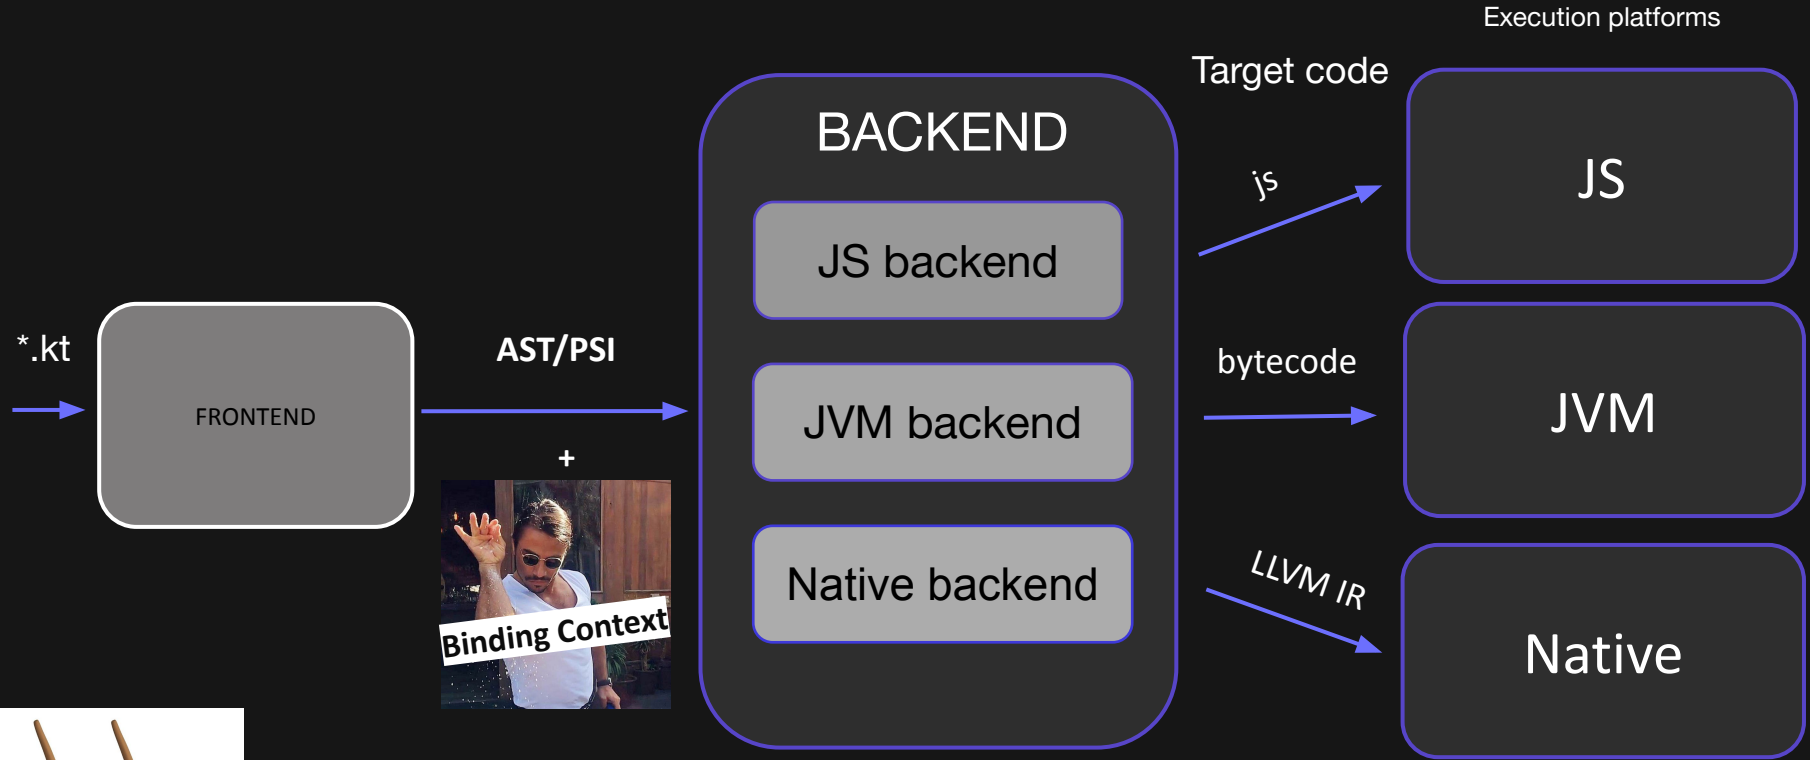 Execution platforms
Target code
BACKEND
JS backend
JVM backend
Native backend
*.kt
FRONTEND
AST/PSI
+
Binding Context
js
bytecode
LLVM IR
JS
JVM
Native